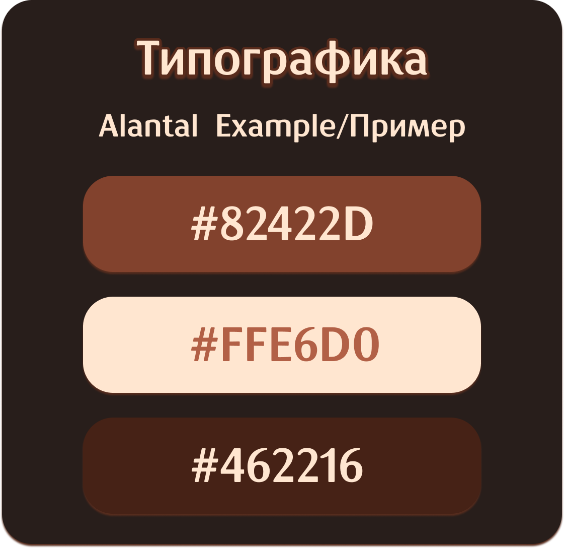 Типографика
Alantal Example/Пример
#82422D
#FFE6D0
#462216